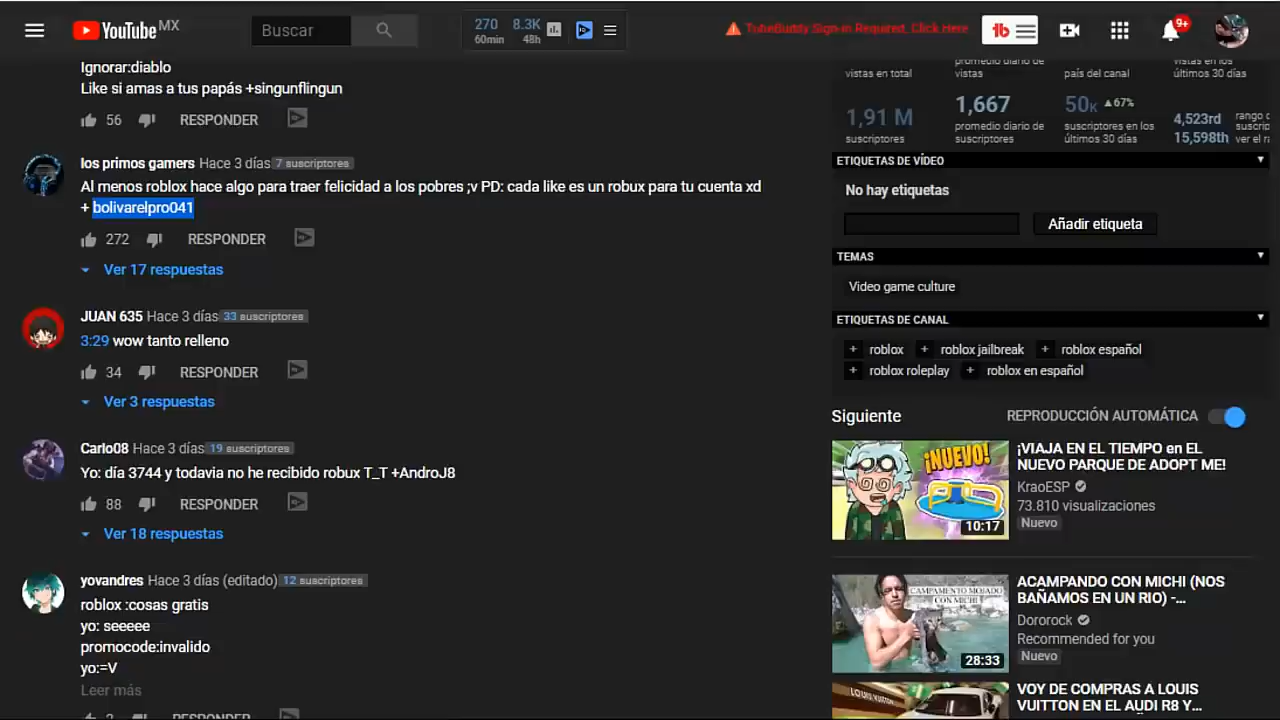 YouTube MX
Buscar
270 8.3K
60min 48h
TubeBuddy Sign-in Required, Click Here
tb
9+
Ignorar:diablo
Like si amas a tus papás +singunflingun
56 RESPONDER
los primos gamers Hace 3 días 7 suscriptores
Al menos roblox hace algo para traer felicidad a los pobres ;v PD: cada like es un robux para tu cuenta xd
+ bolivarelpro041
272 RESPONDER
Ver 17 respuestas
JUAN 635 Hace 3 días 33 suscriptores
3:29 wow tanto relleno
34 RESPONDER
Ver 3 respuestas
Carlo08 Hace 3 días 19 suscriptores
Yo: día 3744 y todavia no he recibido robux T_T +AndroJ8
88 RESPONDER
Ver 18 respuestas
yovandres Hace 3 días (editado) 12 suscriptores
roblox :cosas gratis
yo: seeeee
promocode:invalido
yo:=V
Leer más
RESPONDER
promedio diario de
vistas en total vistas país del canal últimos 30 días
1,91 M 1,667 50K ▲67% 4,523rd
suscriptores promedio diario de suscriptores en los 15,598th
suscriptores últimos 30 días
ETIQUETAS DE VÍDEO
No hay etiquetas
Añadir etiqueta
TEMAS
Video game culture
ETIQUETAS DE CANAL
+ roblox + roblox jailbreak + roblox español
+ roblox roleplay + roblox en español
Siguiente REPRODUCCIÓN AUTOMÁTICA
¡NUEVO!
10:17
¡VIAJA EN EL TIEMPO en EL
NUEVO PARQUE DE ADOPT ME!
KraoESP
73.810 visualizaciones
Nuevo
CAMPAMENTO MOJADO
CON MICHI
28:33
ACAMPANDO CON MICHI (NOS
BAÑAMOS EN UN RIO) -...
Dororock
Recommended for you
Nuevo
LOUIS VUITTON
VOY DE COMPRAS A LOUIS
VUITTON EN EL AUDI R8 Y...